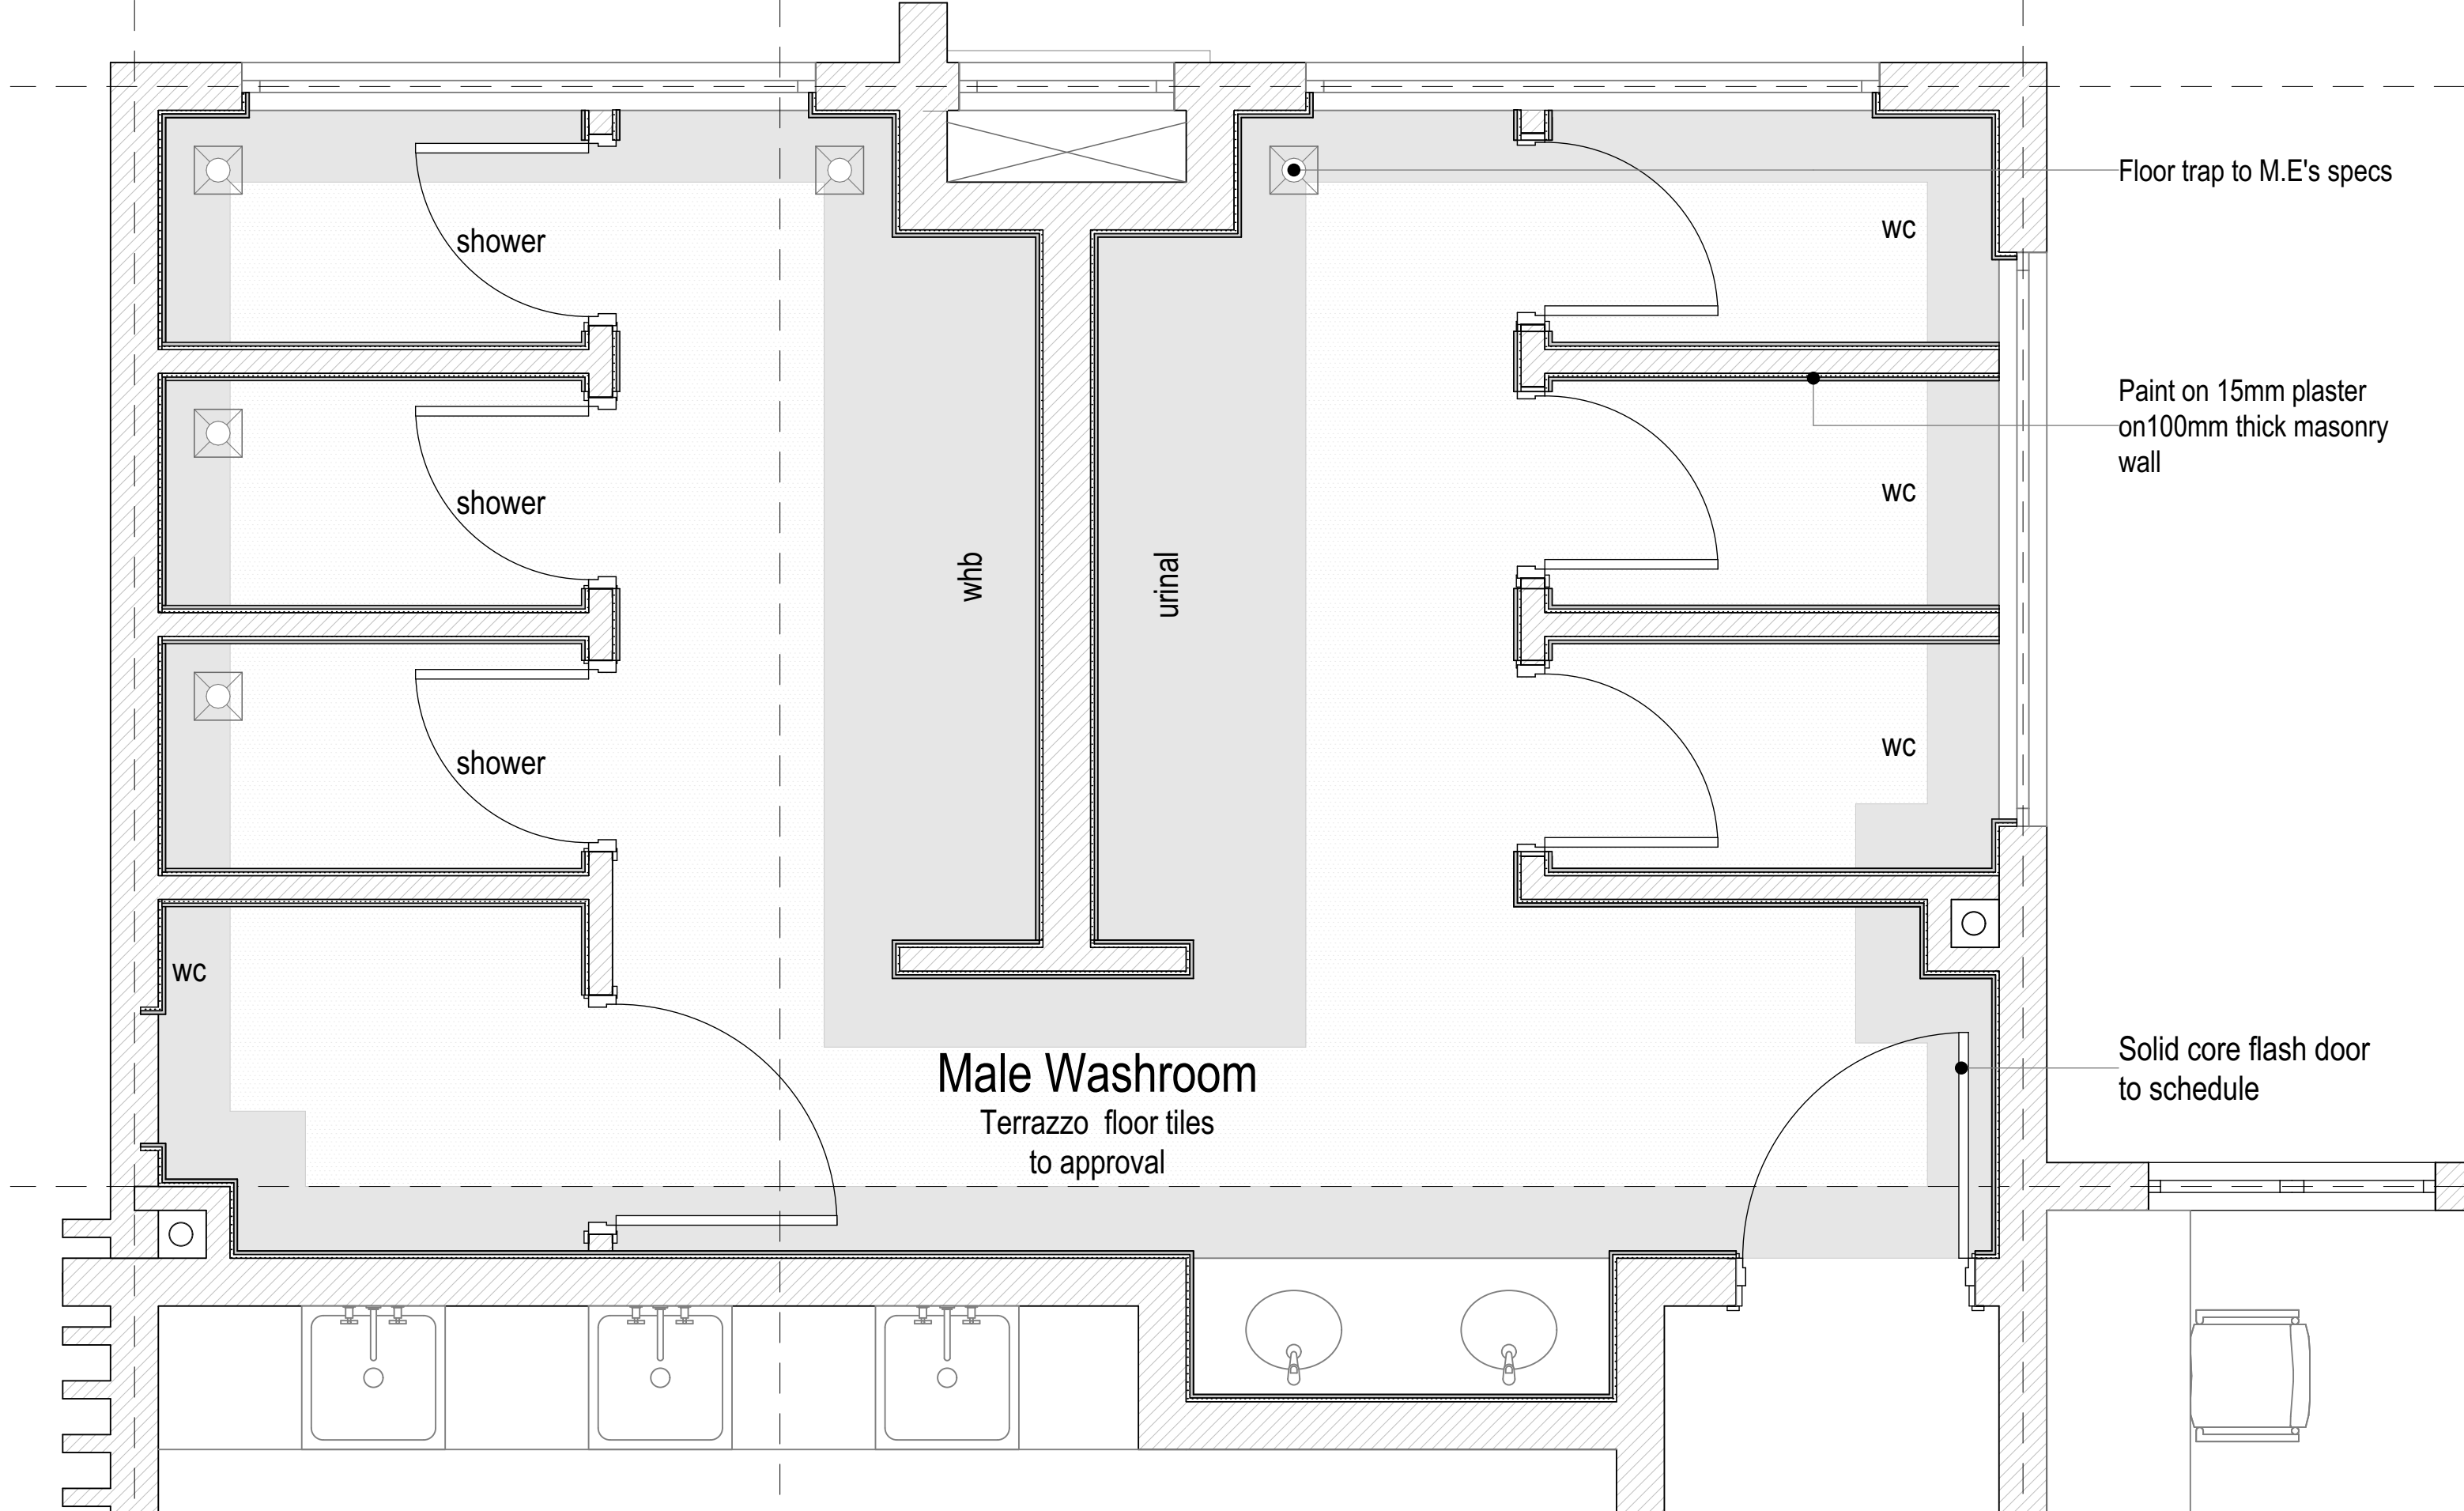 Floor trap to M.E's specs
shower
wc
Paint on 15mm plaster
on100mm thick masonry
wall
shower
wc
whb
urinal
shower
wc
wc
Male Washroom
Terrazzo floor tiles
to approval
Solid core flash door
to schedule